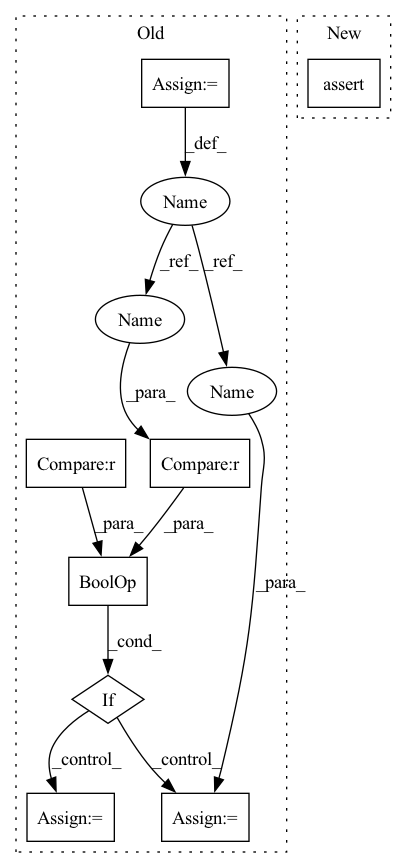 Old
New
Assign:=
assert
_def_
Name
_ref_
_ref_
Name
Name
_para_
Compare:r
Compare:r
_para_
_para_
_para_
BoolOp
_cond_
If
_control_
_control_
Assign:=
Assign:=